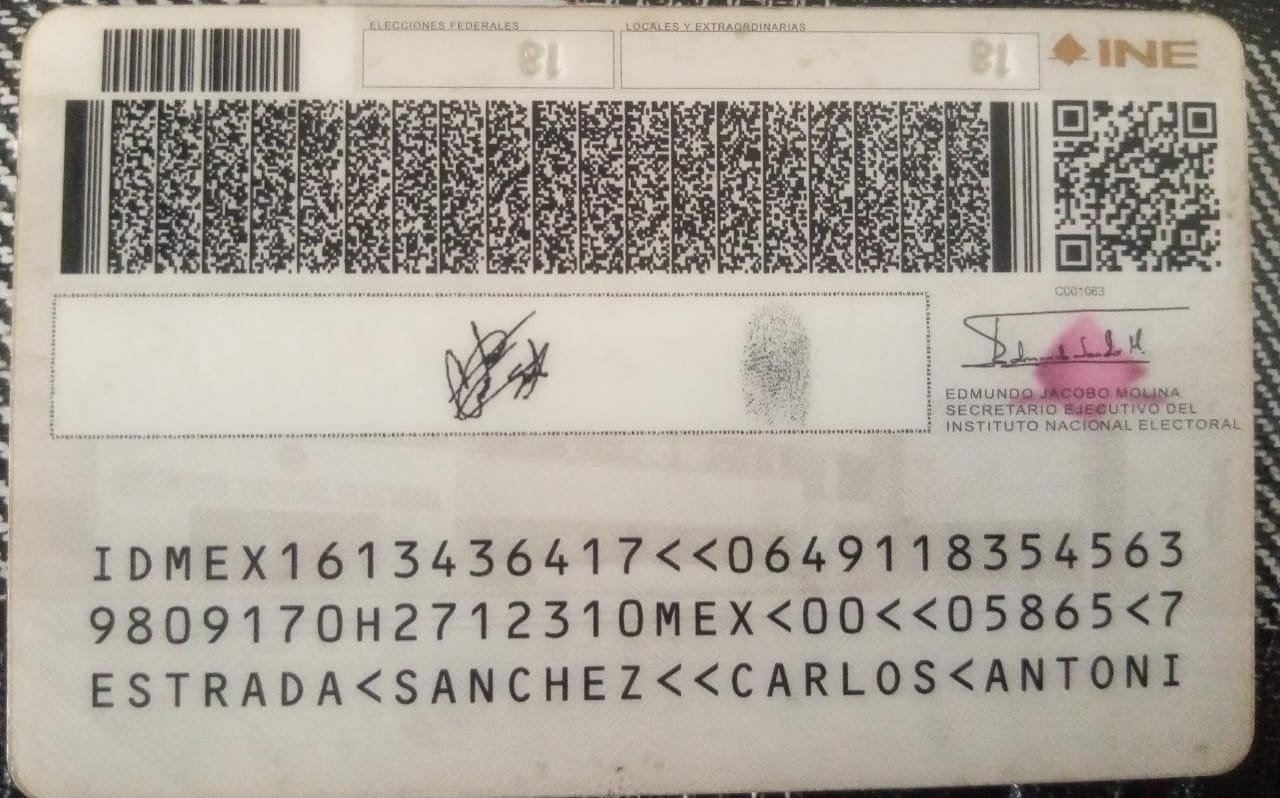 ELECCIONES FEDERALES
LOCALES Y EXTRAORDINARIAS
18
18
INE
C001063
EDMUNDO JACOBO MOLINA
SECRETARIO EJECUTIVO DEL
INSTITUTO NACIONAL ELECTORAL
IDMEX1613436417<<0649118354563
9809170H2712310MEX<00<<05865<7
ESTRADA<SANCHEZ<<CARLOS<ANTONI